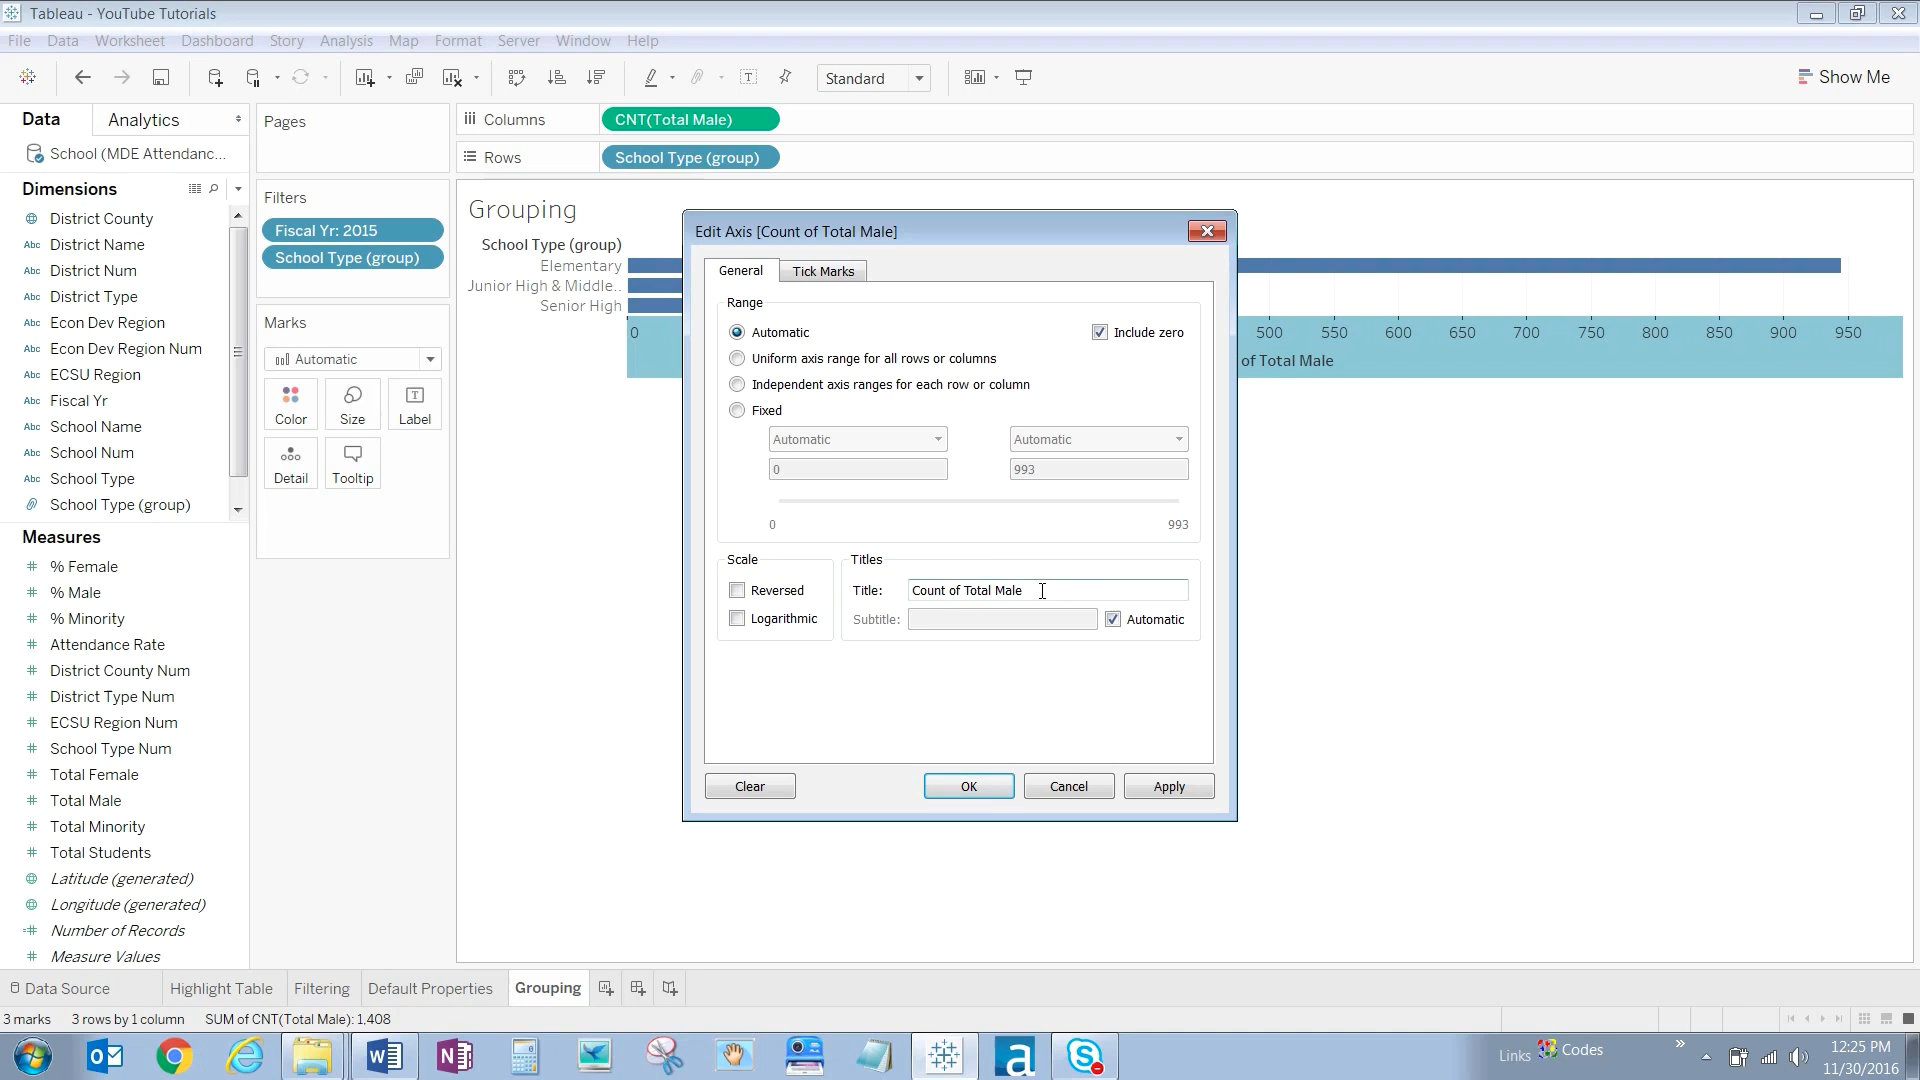 Tableau - YouTube Tutorials
File Data Worksheet Dashboard Story Analysis Map Format Server Window Help
Standard
Show Me
Data
Analytics
School (MDE Attendanc...
Dimensions
District County
Abc District Name
Abc District Num
Abc District Type
Abc Econ Dev Region
Abc Econ Dev Region Num
Abc ECSU Region
Abc Fiscal Yr
Abc School Name
Abc School Num
Abc School Type
School Type (group)
Measures
# % Female
# % Male
# % Minority
# Attendance Rate
# District County Num
# District Type Num
# ECSU Region Num
# School Type Num
# Total Female
# Total Male
# Total Minority
# Total Students
Latitude (generated)
Longitude (generated)
=# Number of Records
# Measure Values
Pages
Filters
Fiscal Yr: 2015
School Type (group)
Marks
Automatic
Color
Size
Label
Detail
Tooltip
Columns
CNT(Total Male)
Rows
School Type (group)
Grouping
School Type (group)
Elementary
Junior High & Middle..
Senior High
0
500 550 600 650 700 750 800 850 900 950
of Total Male
Edit Axis [Count of Total Male]
General
Tick Marks
Range
Automatic
Include zero
Uniform axis range for all rows or columns
Independent axis ranges for each row or column
Fixed
Automatic
Automatic
0
993
0
993
Scale
Reversed
Logarithmic
Titles
Title: Count of Total Male
Subtitle:
Automatic
Clear
OK
Cancel
Apply
Data Source
Highlight Table
Filtering
Default Properties
Grouping
3 marks 3 rows by 1 column SUM of CNT(Total Male): 1,408
Links
Codes
»
12:25 PM
11/30/2016